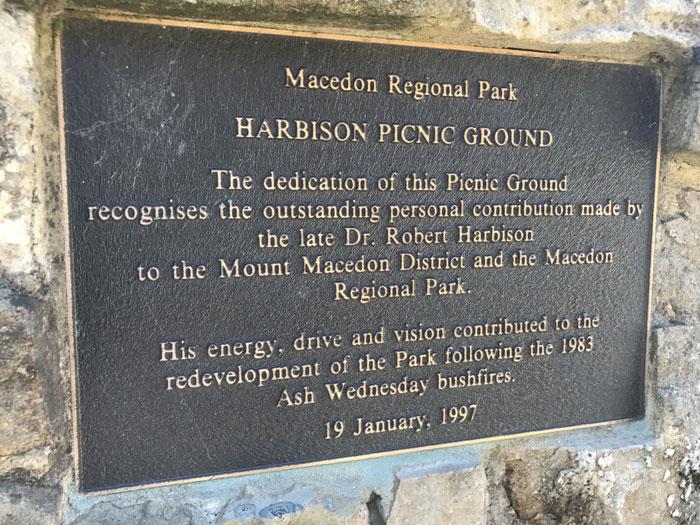 Macedon Regional Park
HARBISON PICNIC GROUND
The dedication of this Picnic Ground
recognises the outstanding personal contribution made by
the late Dr. Robert Harbison
to the Mount Macedon District and the Macedon
Regional Park.
His energy, drive and vision contributed to the
redevelopment of the Park following the 1983
Ash Wednesday bushfires.
19 January, 1997